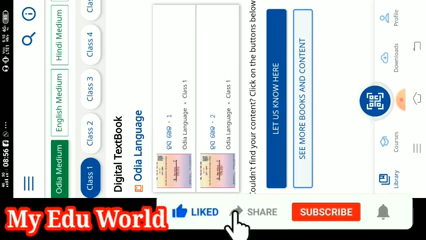 08:56
Odia Medium
English Medium
Hindi Medium
Class 1
Class 2
Class 3
Class 4
Digital TextBook
Odia Language
Odia Language • Class 1
Odia Language • Class 1
Couldn't find your content? Click on the buttons below
LET US KNOW HERE
SEE MORE BOOKS AND CONTENT
Library
Courses
Downloads
Profile
My Edu World
LIKED
SHARE
SUBSCRIBE